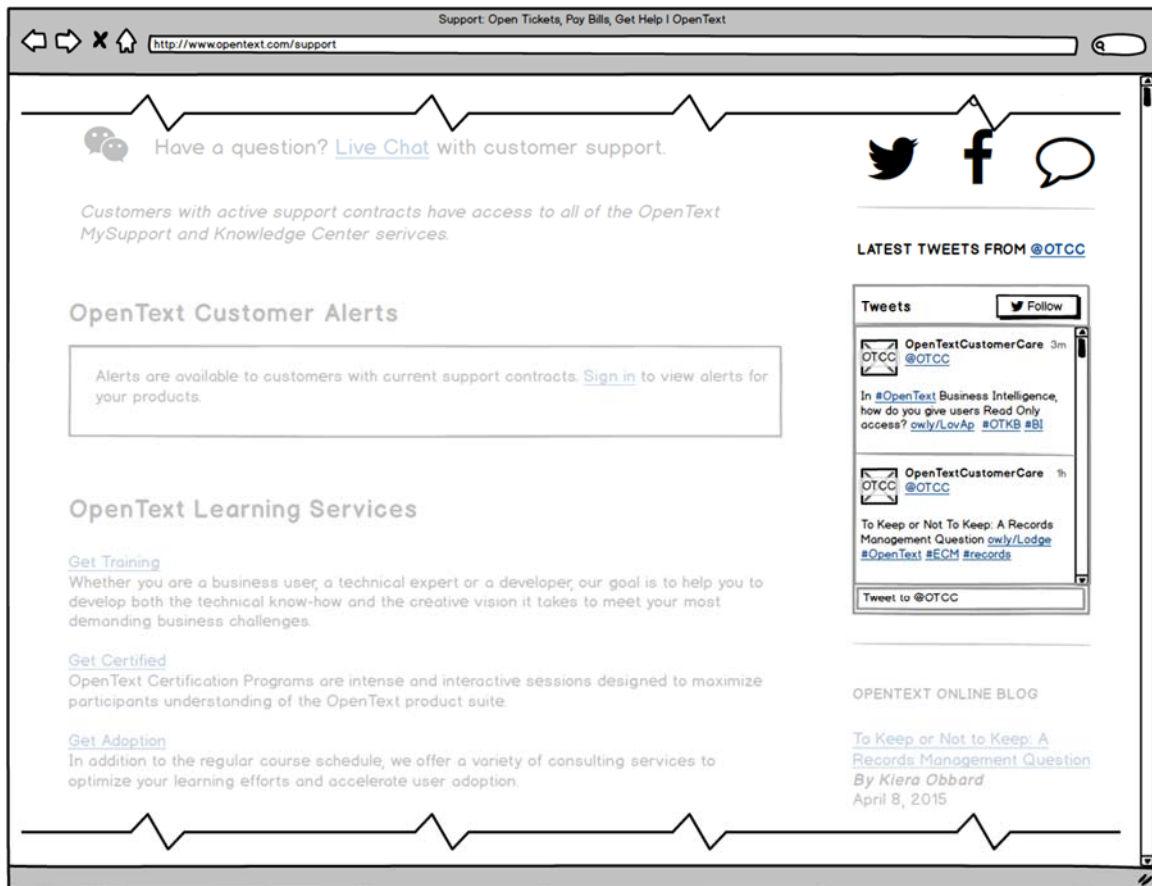 Support: Open Tickets, Pay Bills, Get Help | OpenText
http://www.opentext.com/support
Have a question? Live Chat with customer support.
Customers with active support contracts have access to all of the OpenText
MySupport and Knowledge Center serivces.
OpenText Customer Alerts
Alerts are available to customers with current support contracts. Sign in to view alerts for
your products.
OpenText Learning Services
Get Training
Whether you are a business user, a technical expert or a developer, our goal is to help you to
develop both the technical know-how and the creative vision it takes to meet your most
demanding business challenges.
Get Certified
OpenText Certification Programs are intense and interactive sessions designed to maximize
participants understanding of the OpenText product suite.
Get Adoption
In addition to the regular course schedule, we offer a variety of consulting services to
optimize your learning efforts and accelerate user adoption.
LATEST TWEETS FROM @OTCC
Tweets
Follow
OTCC
OpenTextCustomerCare 3m
@OTCC
In #OpenText Business Intelligence,
how do you give users Read Only
access? ow.ly/LovAp #OTKB #BI
OTCC
OpenTextCustomerCare 1h
@OTCC
To Keep or Not To Keep: A Records
Management Question ow.ly/Lodge
#OpenText #ECM #records
Tweet to @OTCC
OPENTEXT ONLINE BLOG
To Keep or Not to Keep: A
Records Management Question
By Kiera Obbard
April 8, 2015